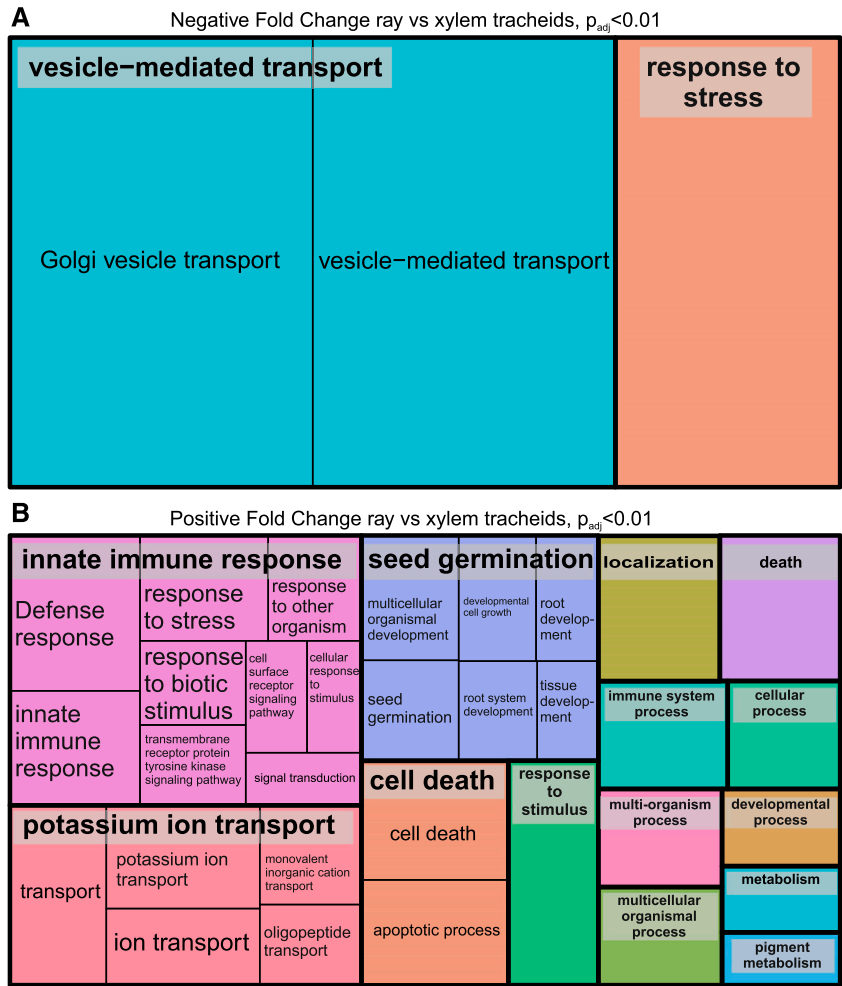 A
Negative Fold Change ray vs xylem tracheids, padj<0.01
vesicle−mediated transport
response to
stress
Golgi vesicle transport
vesicle−mediated transport
B
Positive Fold Change ray vs xylem tracheids, padj<0.01
innate immune response
Defense
response
response
to stress
response
to other
organism
innate
immune
response
response
to biotic
stimulus
cell
surface
receptor
signaling
pathway
cellular
response
to
stimulus
transmembrane
receptor protein
tyrosine kinase
signaling pathway
signal transduction
potassium ion transport
transport
potassium ion
transport
monovalent
inorganic cation
transport
ion transport
oligopeptide
transport
seed germination
multicellular
organismal
development
developmental
cell growth
root
develop-
ment
seed
germination
root system
development
tissue
develop-
ment
cell death
cell death
apoptotic process
response
to
stimulus
localization
death
immune system
process
cellular
process
multi-organism
process
developmental
process
metabolism
multicellular
organismal
process
pigment
metabolism